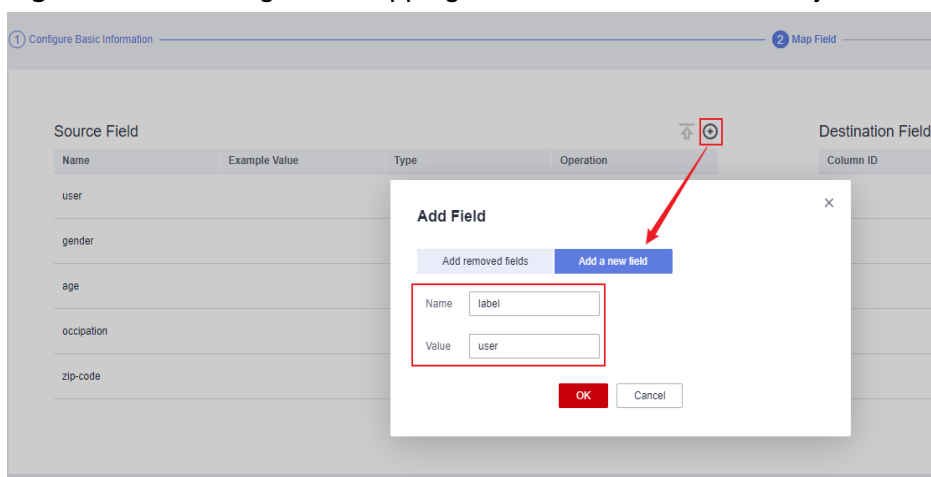 1 Configure Basic Information
2 Map Field
Source Field
Destination Field
Name Example Value Type Operation
Column ID
user
gender
age
occipation
zip-code
Add Field
Add removed fields Add a new field
Name label
Value user
OK Cancel